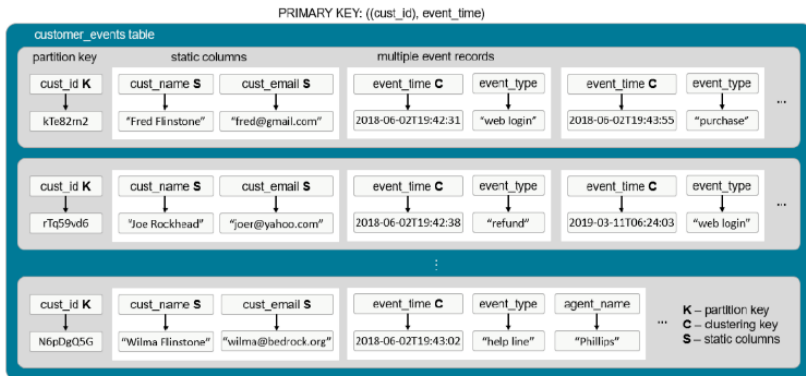 PRIMARY KEY: ((cust_id), event_time)
customer_events table
partition key static columns multiple event records
cust_id K cust_name S cust_email S event_time C event_type event_time C event_type
kTe82rn2 "Fred Flinstone" "fred@gmail.com" 2018-06-02T19:42:31 "web login" 2018-06-02T19:43:55 "purchase" ...
cust_id K cust_name S cust_email S event_time C event_type event_time C event_type
rTq59vd6 "Joe Rockhead" "joer@yahoo.com" 2018-06-02T19:42:38 "refund" 2019-03-11T06:24:03 "web login" ...
cust_id K cust_name S cust_email S event_time C event_type agent_name
N6pDgQ5G "Wilma Flinstone" "wilma@bedrock.org" 2018-06-02T19:43:02 "help line" "Phillips" ...
K – partition key
C – clustering key
S – static columns